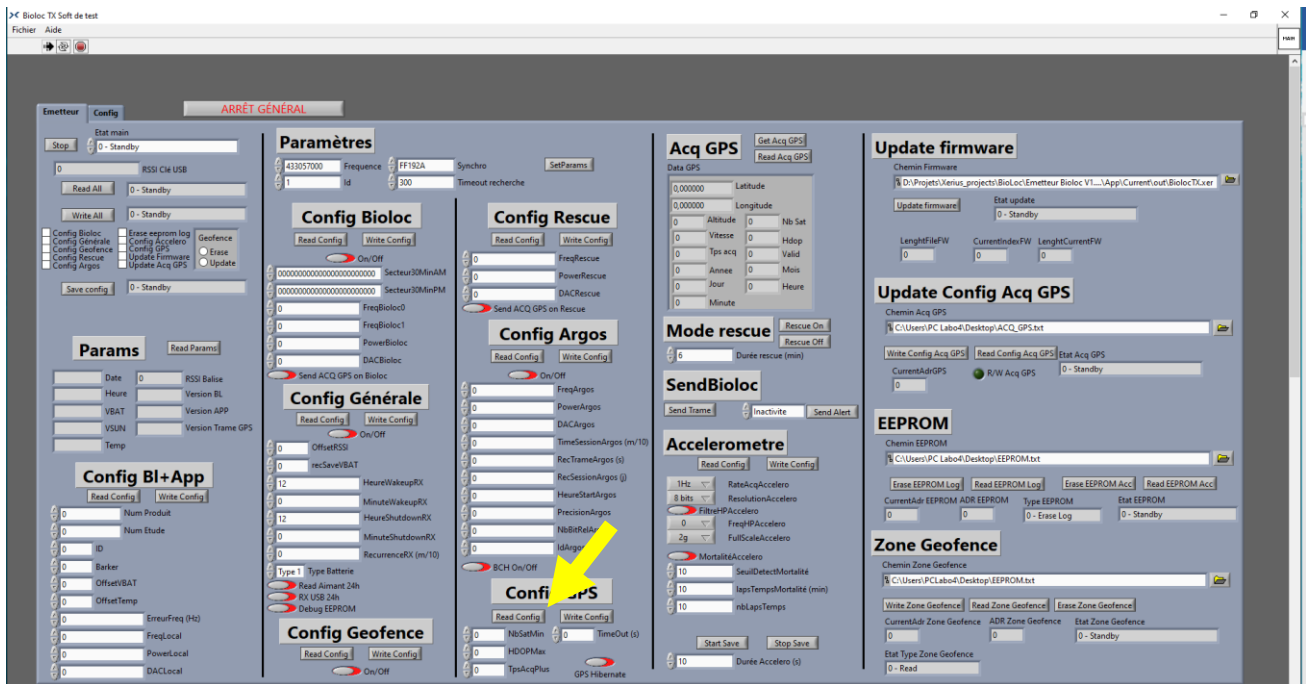 Bioloc TX Soft de test
Fichier Aide
Emetteur Config
ARRÊT GÉNÉRAL
Etat main
Stop 0 - Standby
0 RSSI Clé USB
Read All 0 - Standby
Write All 0 - Standby
Config Bioloc Erase eeprom log
Config Générale Config Accelero
Config Geofence Config GPS
Config Rescue Update Firmware
Config Argos Update Acq GPS
Geofence
Erase
Update
Save config 0 - Standby
Params Read Params
Date 0 RSSI Balise
Heure Version BL
VBAT Version APP
VSUN Version Trame GPS
Temp
Config Bl+App
Read Config Write Config
0 Num Produit
0 Num Etude
0 ID
0 Barker
0 OffsetVBAT
0 OffsetTemp
0 ErreurFreq (Hz)
0 FreqLocal
0 PowerLocal
0 DACLocal
Paramètres
433057000 Frequence FF192A Synchro SetParams
1 Id 300 Timeout recherche
Config Bioloc
Read Config Write Config
On/Off
Secteur30MinAM
Secteur30MinPM
0 FreqBioloc0
0 FreqBioloc1
0 PowerBioloc
0 DACBioloc
Send ACQ GPS on Bioloc
Config Générale
Read Config Write Config
On/Off
0 OffsetRSSI
0 recSaveVBAT
12 HeureWakeupRX
0 MinuteWakeupRX
12 HeureShutdownRX
0 MinuteShutdownRX
0 RecurrenceRX (m/10)
Type 1 Type Batterie
Read Aimant 24h
RX USB 24h
Debug EEPROM
Config Geofence
Read Config Write Config
On/Off
Config Rescue
Read Config Write Config
0 FreqRescue
0 PowerRescue
0 DACRescue
Send ACQ GPS on Rescue
Config Argos
Read Config Write Config
On/Off
0 FreqArgos
0 PowerArgos
0 DACArgos
0 TimeSessionArgos (m/10)
0 RecTrameArgos (s)
0 RecSessionArgos (j)
0 HeureStartArgos
0 PrecisionArgos
0
0
BCH On/Off
Read Config Write Config
0 NbSatMin 0 TimeOut (s)
0 HDOPMax
0 TpsAcqPlus
GPS Hibernate
Acq GPS Get Acq GPS
Read Acq GPS
Data GPS
0,000000 Latitude
0,000000 Longitude
0 Altitude 0 Nb Sat
0 Vitesse 0 Hdop
0 Tps acq 0 Valid
0 Annee 0 Mois
0 Jour 0 Heure
0 Minute
Mode rescue Rescue On
Rescue Off
6 Durée rescue (min)
SendBioloc
Send Trame Inactivite Send Alert
Accelerometre
Read Config Write Config
1Hz RateAcqAccelero
8 bits ResolutionAccelero
FiltreHPAccelero
0 FreqHPAccelero
2g FullScaleAccelero
MortalitéAccelero
10 SeuilDetectMortalité
10 lapsTempsMortalité (min)
10 nbLapsTemps
Start Save Stop Save
10 Durée Accelero (s)
Update firmware
Chemin Firmware
D:\Projets\Xerius_projects\BioLoc\Emetteur Bioloc V1....\App\Current\out\BiolocTX.xer
Update firmware Etat update
0 - Standby
LenghtFileFW CurrentIndexFW LenghtCurrentFW
0 0 0
Update Config Acq GPS
Chemin Acq GPS
C:\Users\PC Labo4\Desktop\ACQ_GPS.txt
Write Config Acq GPS Read Config Acq GPS Etat Acq GPS
CurrentAdrGPS R/W Acq GPS 0 - Standby
0
EEPROM
Chemin EEPROM
C:\Users\PC Labo4\Desktop\EEPROM.txt
Erase EEPROM Log Read EEPROM Log Erase EEPROM Acc Read EEPROM Acc
CurrentAdr EEPROM ADR EEPROM Type EEPROM Etat EEPROM
0 0 0 - Erase Log 0 - Standby
Zone Geofence
Chemin Zone Geofence
C:\Users\PCLabo4\Desktop\EEPROM.txt
Write Zone Geofence Read Zone Geofence Erase Zone Geofence
CurrentAdr Zone Geofence ADR Zone Geofence Etat Zone Geofence
0 0 0 - Standby
Etat Type Zone Geofence
0 - Read